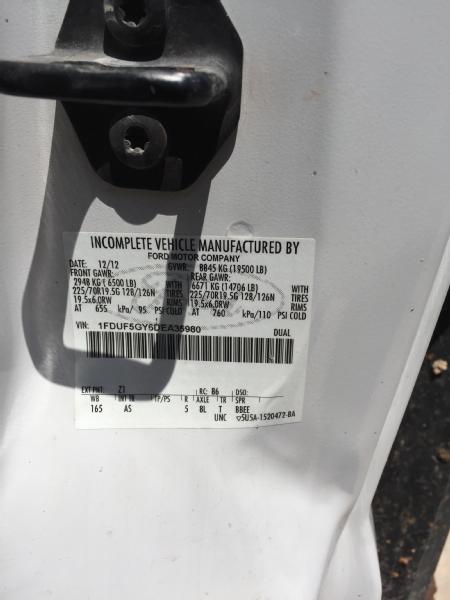 INCOMPLETE VEHICLE MANUFACTURED BY
FORD MOTOR COMPANY
12/12 GVWR: 8845 KG (19500 LB)
FRONT GAWR: REAR GAWR:
2948 KG (6500 LB) WITH 6671 KG (14706 LB) WITH
225/70R19.5G 128/126N TIRES 225/70R19.5G 128/126N TIRES
19.5x6.0RW RIMS 19.5x6.0RW RIMS
AT 655 kPa/ 95 PSI COLD AT 760 kPa/110 PSI COLD
VIN: 1FDUF5GY6DEA35980 DUAL
EXT PNT: Z1 RC: 86 DSO:
WB INT TR TP/PS R AXLE TR SPR
165 AS 5 8L T BBEE
UNC 5U5A-1520472-BA